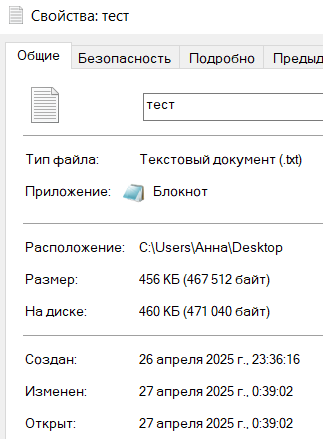 Свойства: тест
Общие Безопасность Подробно Предыд
тест
Тип файла: Текстовый документ (.txt)
Приложение: Блокнот
Расположение: C:\Users\Анна\Desktop
Размер: 456 КБ (467 512 байт)
На диске: 460 КБ (471 040 байт)
Создан: 26 апреля 2025 г., 23:36:16
Изменен: 27 апреля 2025 г., 0:39:02
Открыт: 27 апреля 2025 г., 0:39:02